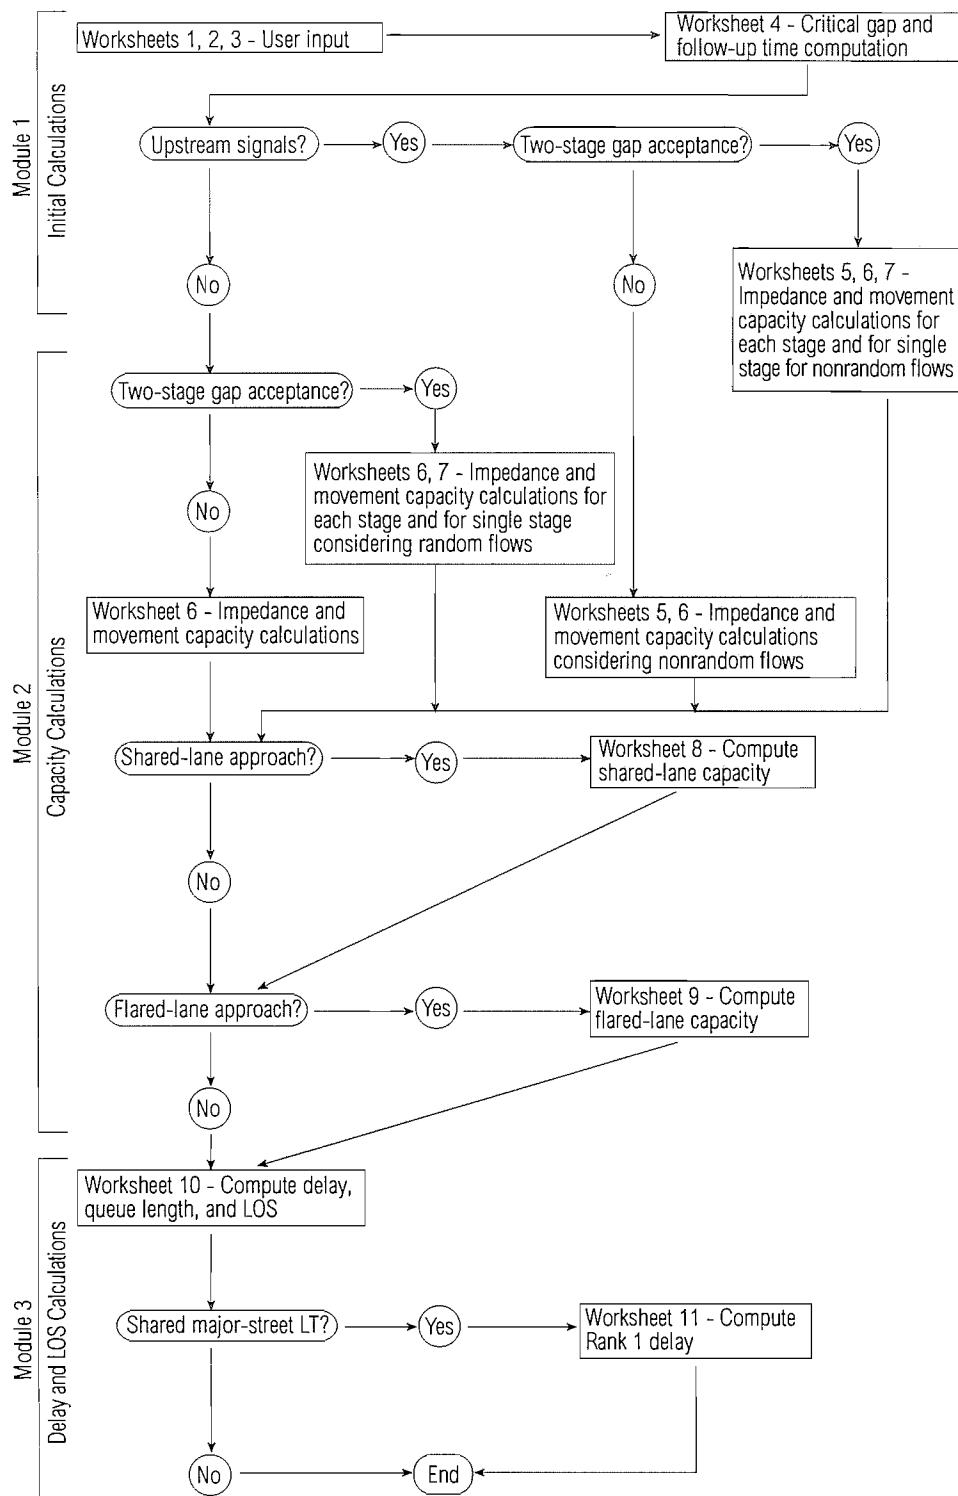 Worksheets 1, 2, 3 - User input
Worksheet 4 - Critical gap and
follow-up time computation
Module 1
Initial Calculations
Upstream signals?
Yes
Two-stage gap acceptance?
Yes
No
No
Worksheets 5, 6, 7 -
Impedance and movement
capacity calculations for
each stage and for single
stage for nonrandom flows
Module 2
Capacity Calculations
Two-stage gap acceptance?
Yes
No
Worksheets 6, 7 - Impedance and
movement capacity calculations for
each stage and for single stage
considering random flows
Worksheet 6 - Impedance and
movement capacity calculations
Worksheets 5, 6 - Impedance and
movement capacity calculations
considering nonrandom flows
Shared-lane approach?
Yes
Worksheet 8 - Compute
shared-lane capacity
No
Flared-lane approach?
Yes
Worksheet 9 - Compute
flared-lane capacity
No
Module 3
Delay and LOS Calculations
Worksheet 10 - Compute delay,
queue length, and LOS
Shared major-street LT?
Yes
Worksheet 11 - Compute
Rank 1 delay
No
End